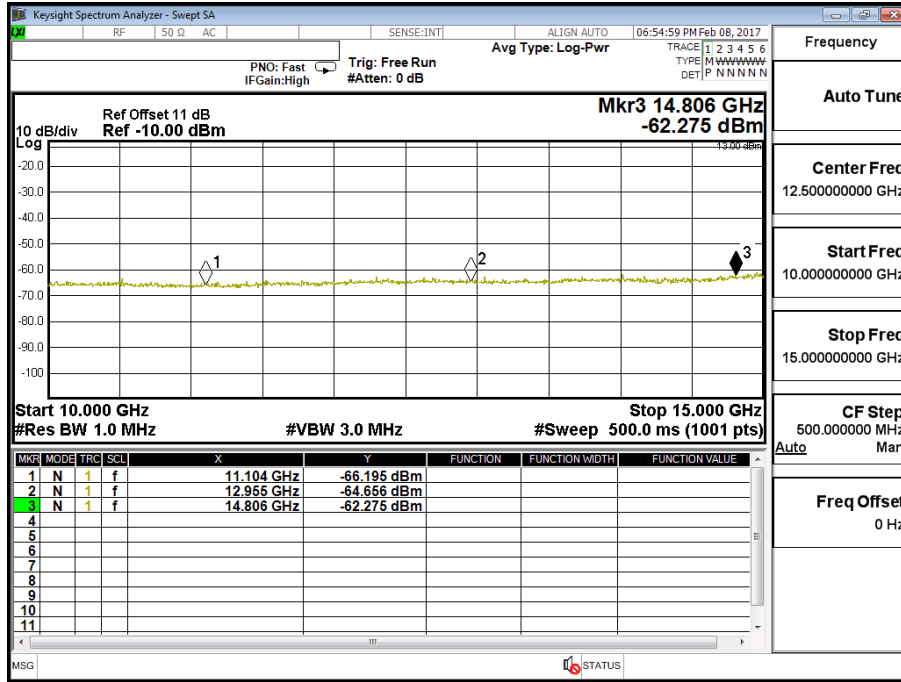 Keysight Spectrum Analyzer - Swept SA
LXI RF 50 Ω AC SENSE:INT ALIGN AUTO 06:54:59 PM Feb 08, 2017
Frequency
Avg Type: Log-Pwr TRACE 1 2 3 4 5 6
PNO: Fast Trig: Free Run TYPE M WWWWW
IFGain:High #Atten: 0 dB DET P N N N N N
Auto Tune
Ref Offset 11 dB Mkr3 14.806 GHz
10 dB/div Ref -10.00 dBm -62.275 dBm
Log
13.00 dBm
-20.0
-30.0
-40.0
-50.0
-60.0
-70.0
-80.0
-90.0
-100
1
2
3
Center Freq
12.500000000 GHz
Start Freq
10.000000000 GHz
Stop Freq
15.000000000 GHz
Start 10.000 GHz Stop 15.000 GHz
#Res BW 1.0 MHz #VBW 3.0 MHz #Sweep 500.0 ms (1001 pts)
CF Step
500.000000 MHz
Auto Man
Freq Offset
0 Hz
MKR MODE TRC SCL X Y FUNCTION FUNCTION WIDTH FUNCTION VALUE
1 N 1 f 11.104 GHz -66.195 dBm
2 N 1 f 12.955 GHz -64.656 dBm
3 N 1 f 14.806 GHz -62.275 dBm
4
5
6
7
8
9
10
11
MSG STATUS